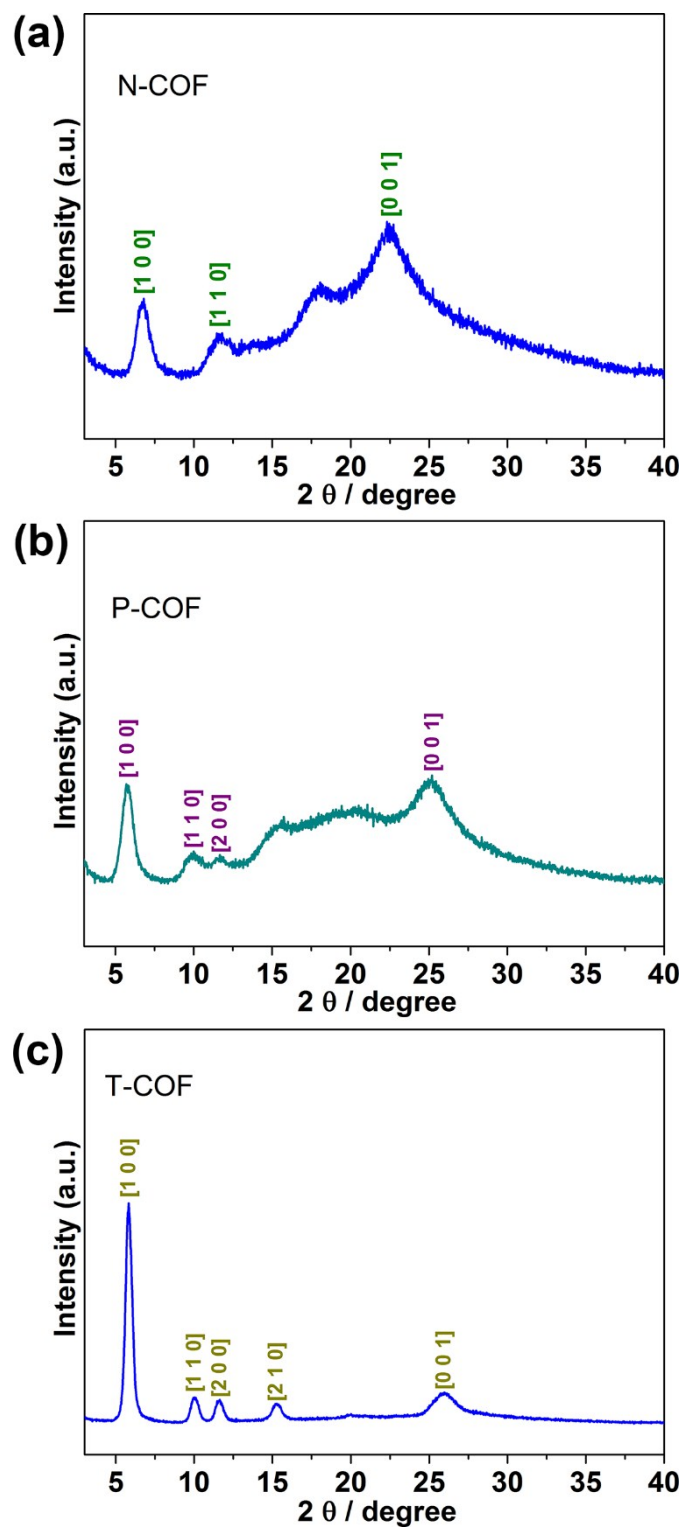 (a)
N-COF
Intensity (a.u.)
[1 0 0]
[1 1 0]
[0 0 1]
5 10 15 20 25 30 35 40
2 θ / degree
(b)
P-COF
Intensity (a.u.)
[1 0 0]
[1 1 0]
[2 0 0]
[0 0 1]
5 10 15 20 25 30 35 40
2 θ / degree
(c)
T-COF
Intensity (a.u.)
[1 0 0]
[1 1 0]
[2 0 0]
[2 1 0]
[0 0 1]
5 10 15 20 25 30 35 40
2 θ / degree